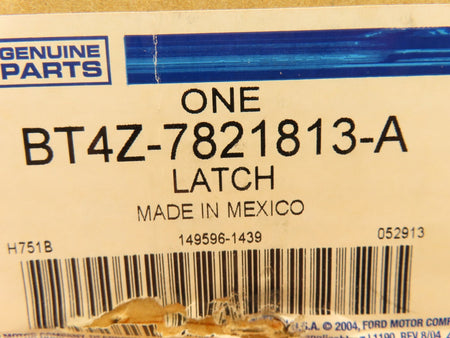 GENUINE
PARTS
ONE
BT4Z-7821813-A
LATCH
MADE IN MEXICO
149596-1439
H751B
052913
U.S.A. © 2004, FORD MOTOR COMP
1190, REV 8/04